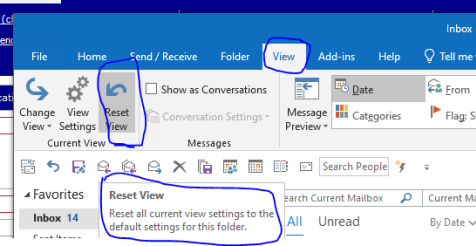 Inbox
File Home Send / Receive Folder View Add-ins Help Tell me
Change View View Settings Reset View
Show as Conversations
Conversation Settings
Message Preview
Date From
Categories Flag: S
Current View Messages
Search People
Reset View
Reset all current view settings to the
default settings for this folder.
Favorites
Inbox 14
Search Current Mailbox Current Ma
All Unread By Date